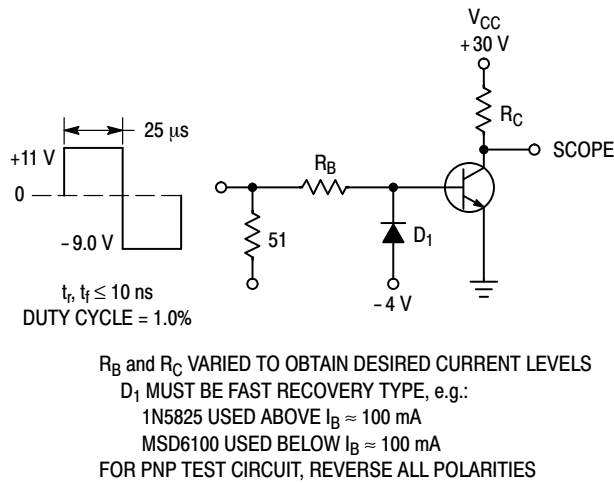 V_CC
+30 V
25 μs
R_C
+11 V
SCOPE
R_B
0
51
D₁
−9.0 V
−4 V
t_r, t_f ≤ 10 ns
DUTY CYCLE = 1.0%
R_B and R_C VARIED TO OBTAIN DESIRED CURRENT LEVELS
D₁ MUST BE FAST RECOVERY TYPE, e.g.:
1N5825 USED ABOVE I_B ≈ 100 mA
MSD6100 USED BELOW I_B ≈ 100 mA
FOR PNP TEST CIRCUIT, REVERSE ALL POLARITIES